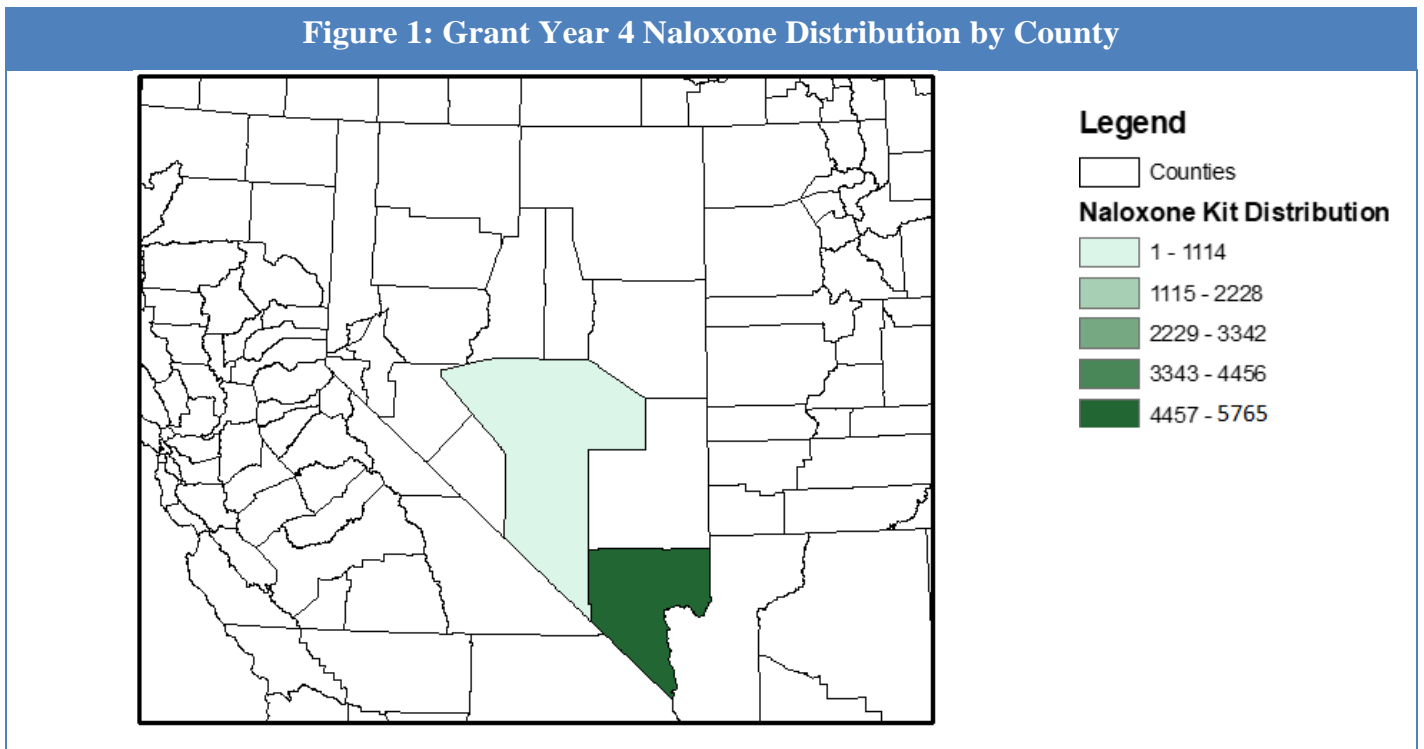 Figure 1: Grant Year 4 Naloxone Distribution by County
Legend
Counties
Naloxone Kit Distribution
1 - 1114
1115 - 2228
2229 - 3342
3343 - 4456
4457 - 5765